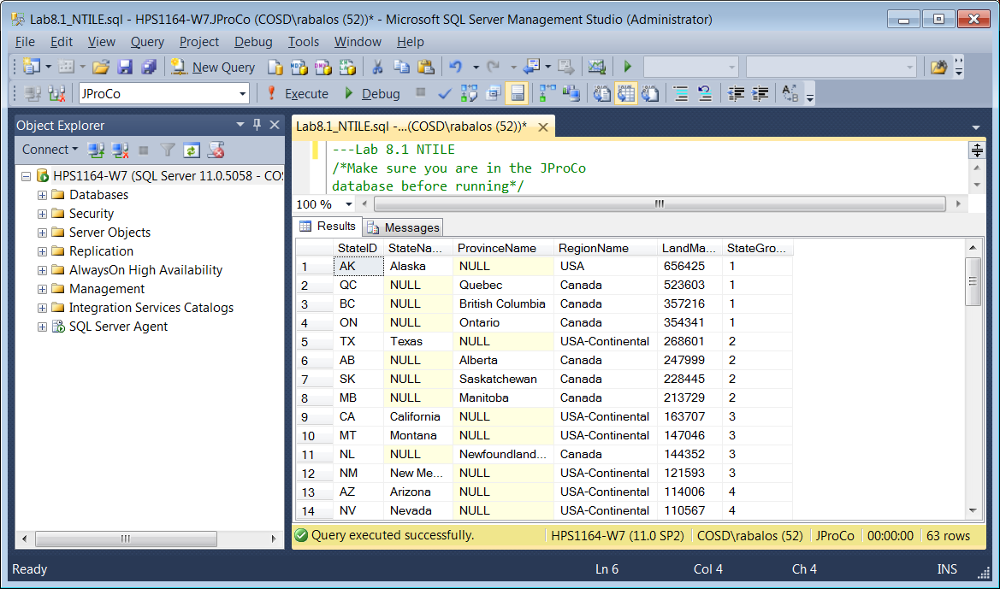 Lab8.1_NTILE.sql - HPS1164-W7.JProCo (COSD\rabalos (52))* - Microsoft SQL Server Management Studio (Administrator)
File Edit View Query Project Debug Tools Window Help
New Query
JProCo Execute Debug
Object Explorer
Connect
HPS1164-W7 (SQL Server 11.0.5058 - COS
Databases
Security
Server Objects
Replication
AlwaysOn High Availability
Management
Integration Services Catalogs
SQL Server Agent
Lab8.1_NTILE.sql -...(COSD\rabalos (52))*
---Lab 8.1 NTILE
/*Make sure you are in the JProCo
database before running*/
100 %
Results Messages
StateID StateNa... ProvinceName RegionName LandMa... StateGro...
1 AK Alaska NULL USA 656425 1
2 QC NULL Quebec Canada 523603 1
3 BC NULL British Columbia Canada 357216 1
4 ON NULL Ontario Canada 354341 1
5 TX Texas NULL USA-Continental 268601 2
6 AB NULL Alberta Canada 247999 2
7 SK NULL Saskatchewan Canada 228445 2
8 MB NULL Manitoba Canada 213729 2
9 CA California NULL USA-Continental 163707 3
10 MT Montana NULL USA-Continental 147046 3
11 NL NULL Newfoundland... Canada 144352 3
12 NM New Me... NULL USA-Continental 121593 3
13 AZ Arizona NULL USA-Continental 114006 4
14 NV Nevada NULL USA-Continental 110567 4
Query executed successfully. HPS1164-W7 (11.0 SP2) COSD\rabalos (52) JProCo 00:00:00 63 rows
Ready Ln 6 Col 4 Ch 4 INS